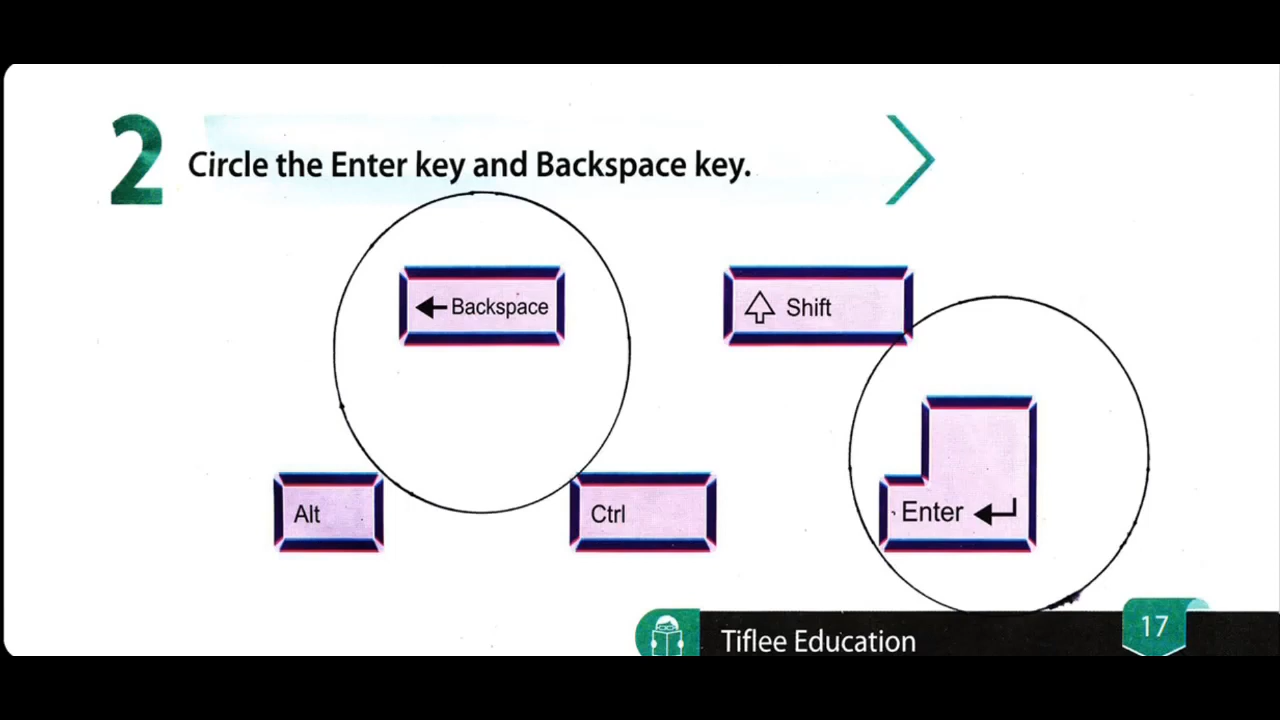 2
Circle the Enter key and Backspace key.
Backspace
Shift
Alt
Ctrl
Enter
Tiflee Education
17